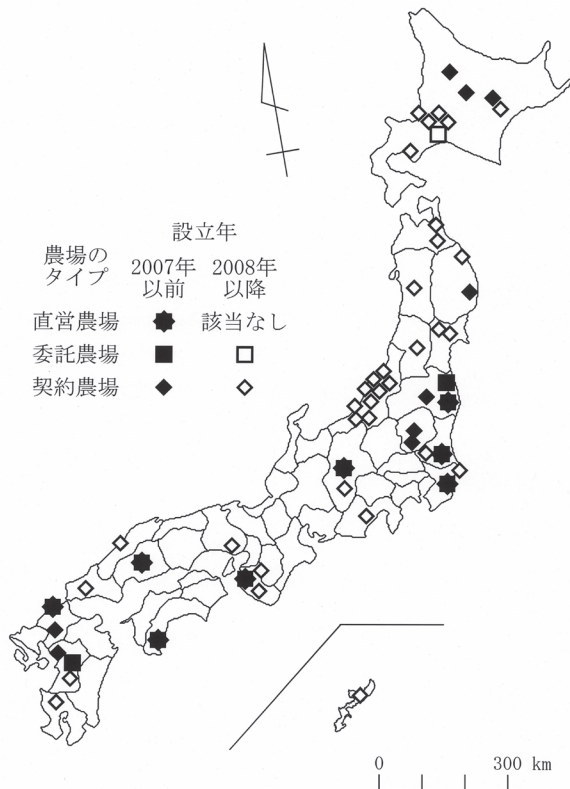 設立年
農場の
タイプ
2007年
以前
2008年
以降
直営農場
該当なし
委託農場
契約農場
0
300 km